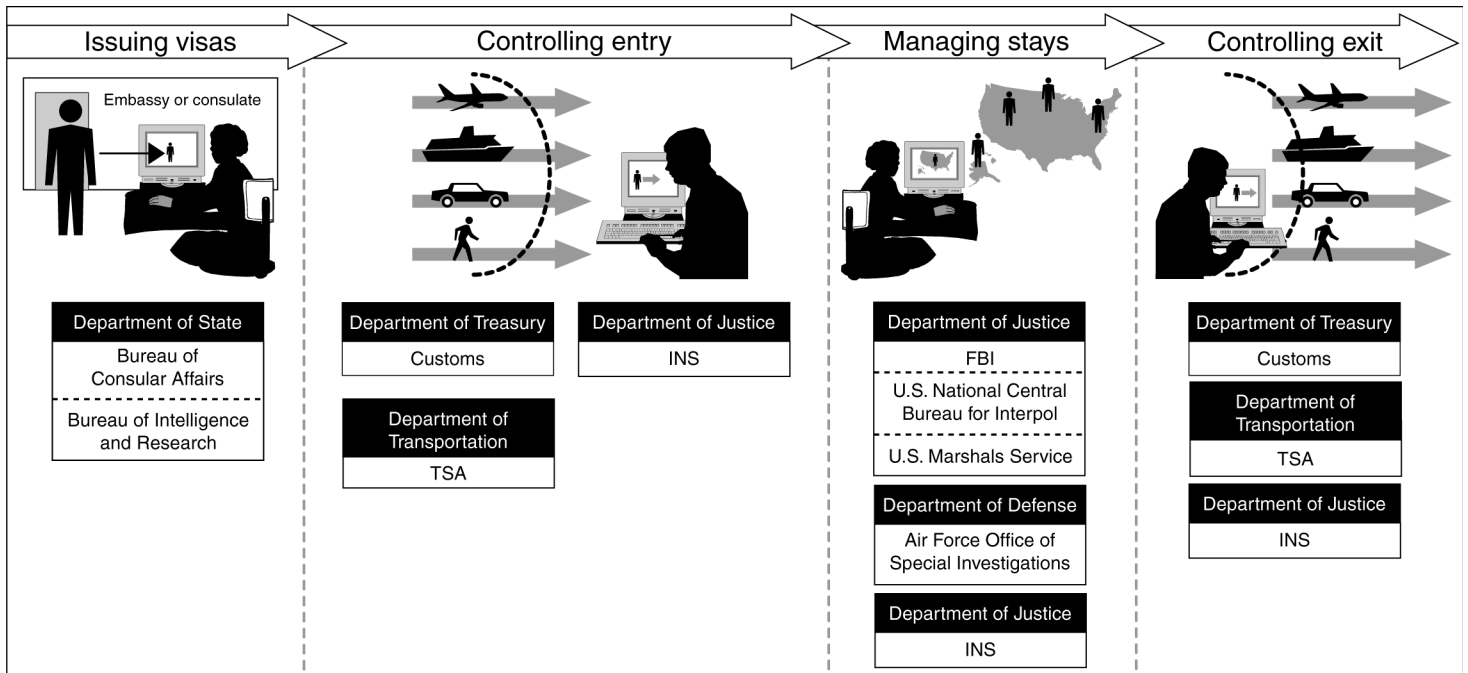 Issuing visas
Controlling entry
Managing stays
Controlling exit
Embassy or consulate
Department of State
Bureau of
Consular Affairs
Bureau of Intelligence
and Research
Department of Treasury
Customs
Department of
Transportation
TSA
Department of Justice
INS
Department of Justice
FBI
U.S. National Central
Bureau for Interpol
U.S. Marshals Service
Department of Defense
Air Force Office of
Special Investigations
Department of Justice
INS
Department of Treasury
Customs
Department of
Transportation
TSA
Department of Justice
INS